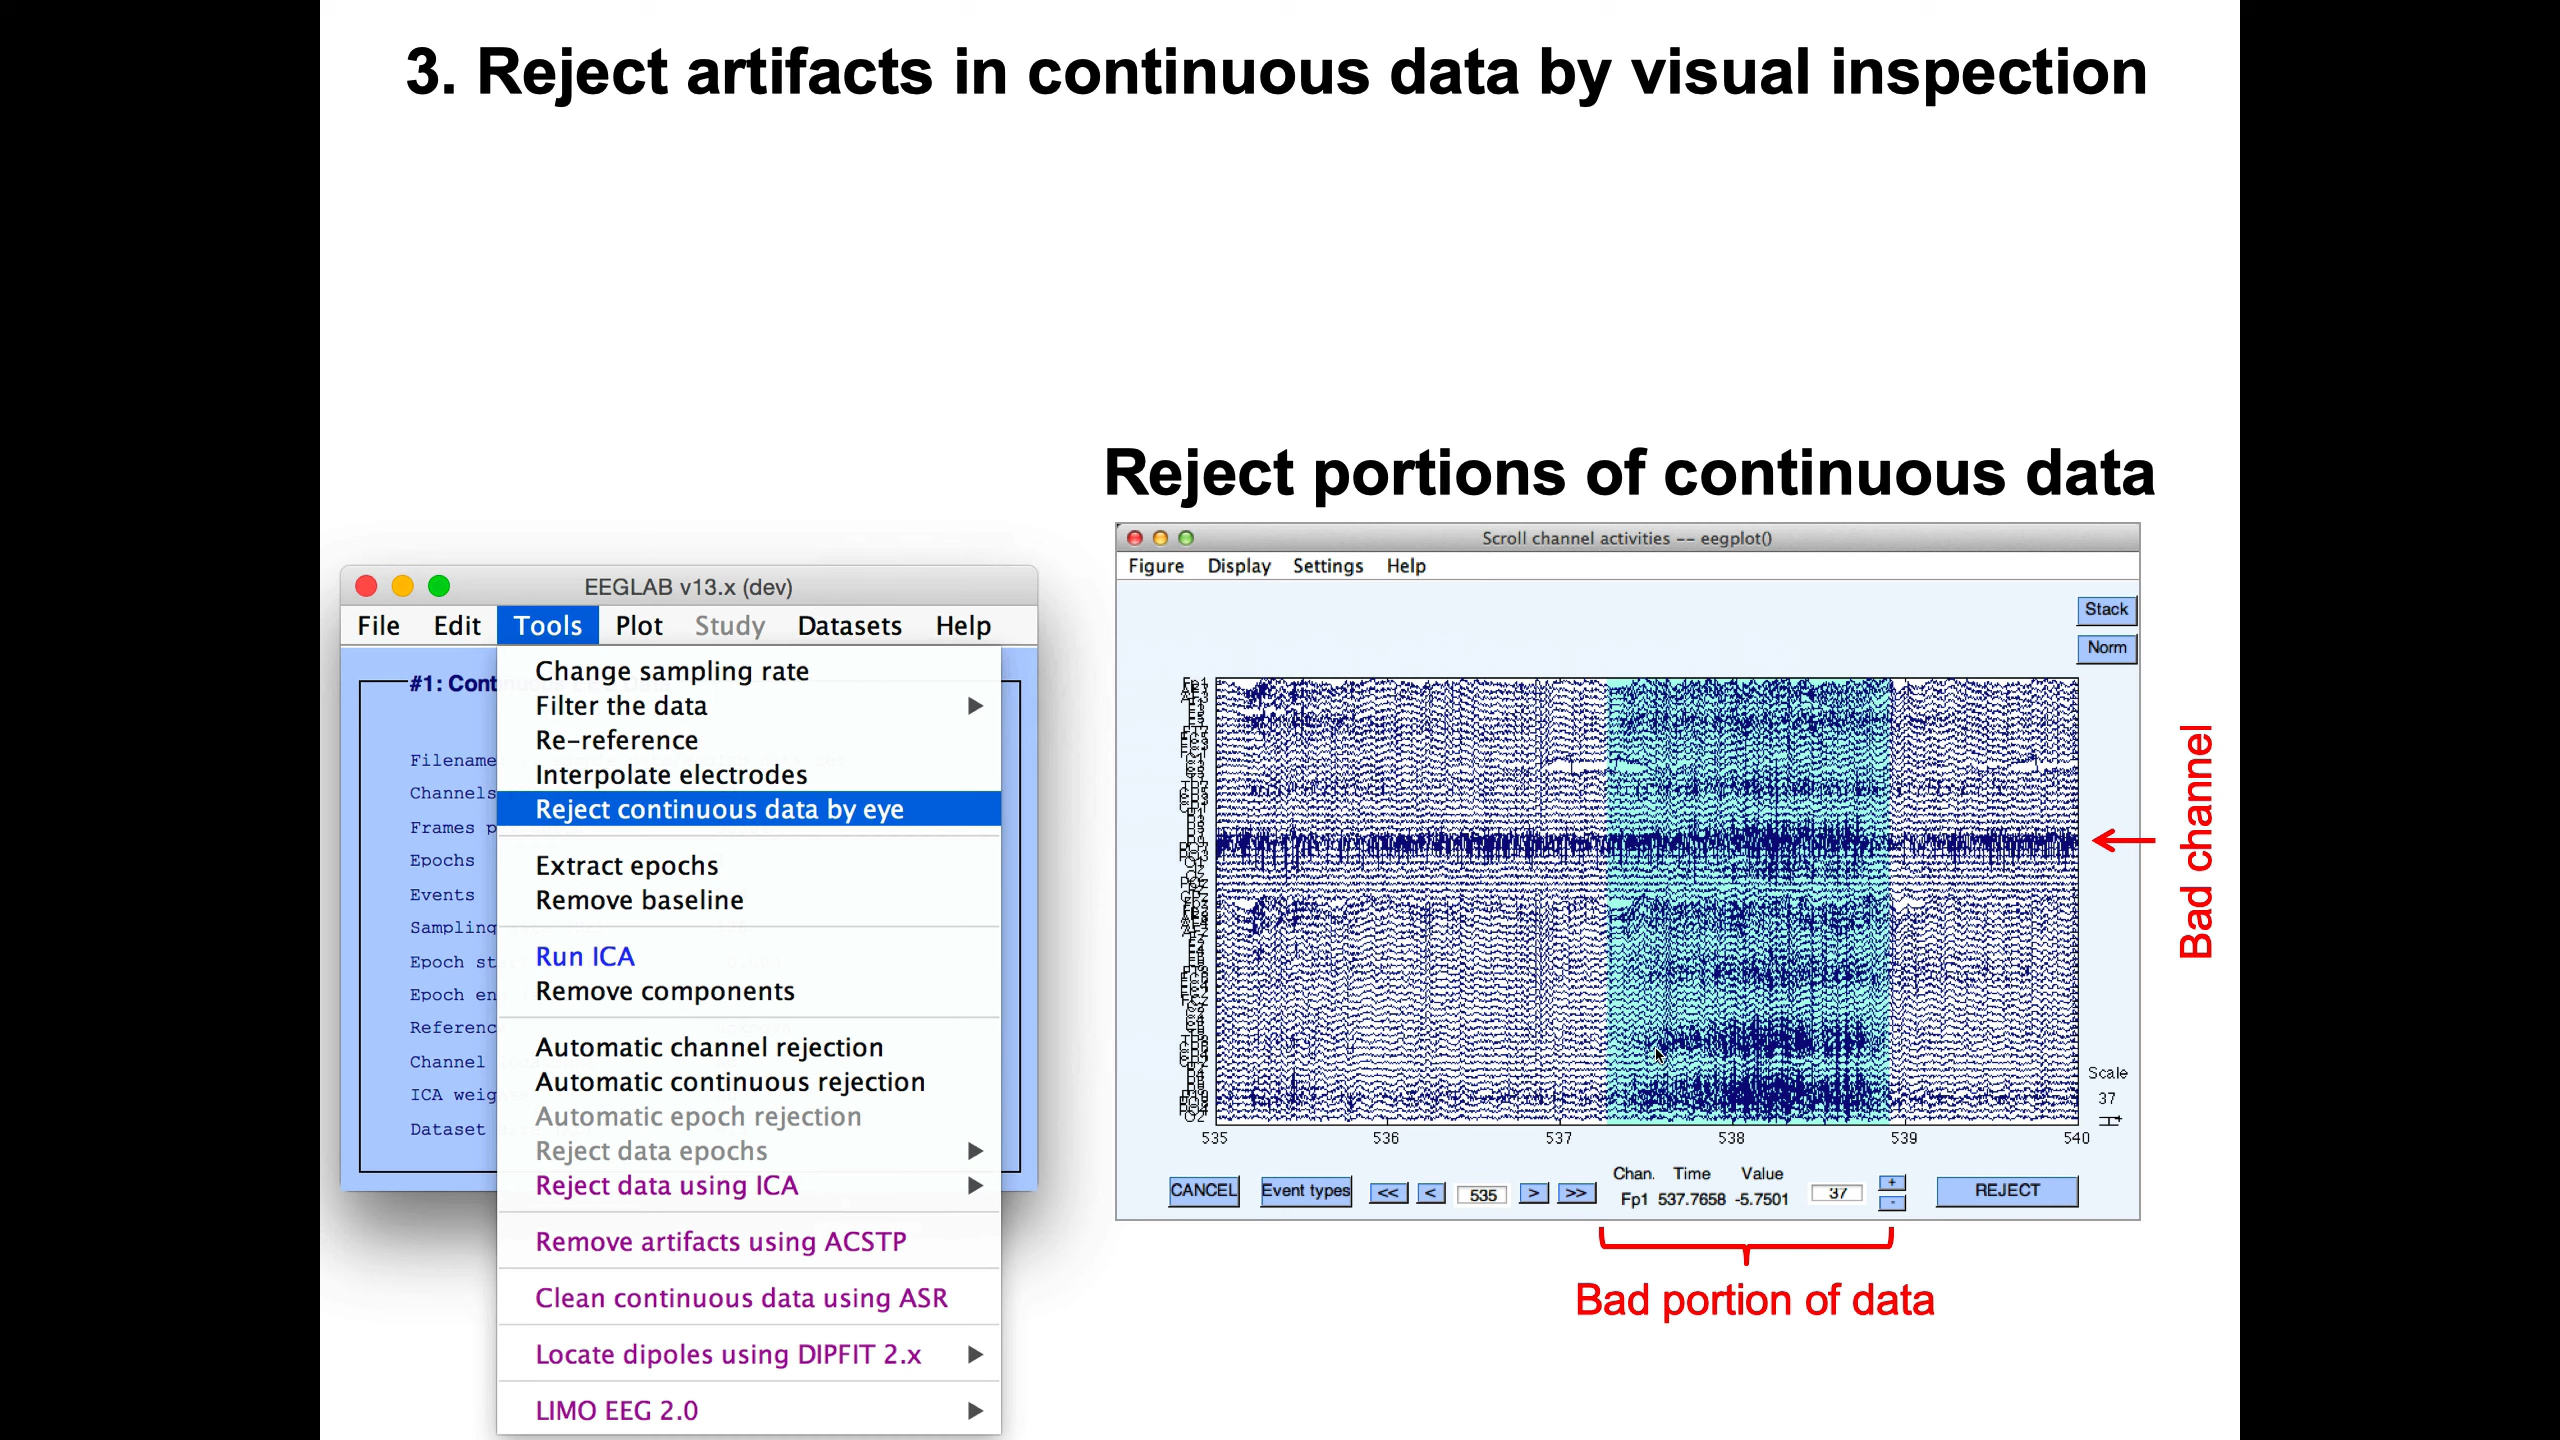 3. Reject artifacts in continuous data by visual inspection
Reject portions of continuous data
EEGLAB v13.x (dev)
File Edit Tools Plot Study Datasets Help
#1: Cont
Filename
Channels
Frames p
Epochs
Events
Sampling
Epoch st
Epoch en
Referenc
Channel
ICA weig
Dataset
Change sampling rate
Filter the data
Re-reference
Interpolate electrodes
Reject continuous data by eye
Extract epochs
Remove baseline
Run ICA
Remove components
Automatic channel rejection
Automatic continuous rejection
Automatic epoch rejection
Reject data epochs
Reject data using ICA
Remove artifacts using ACSTP
Clean continuous data using ASR
Locate dipoles using DIPFIT 2.x
LIMO EEG 2.0
Scroll channel activities -- eegplot()
Figure Display Settings Help
Stack
Norm
Scale
37
535 536 537 538 539 540
Chan. Time Value
CANCEL Event types << < 535 > >> Fp1 537.7658 -5.7501 37 + - REJECT
Bad channel
Bad portion of data